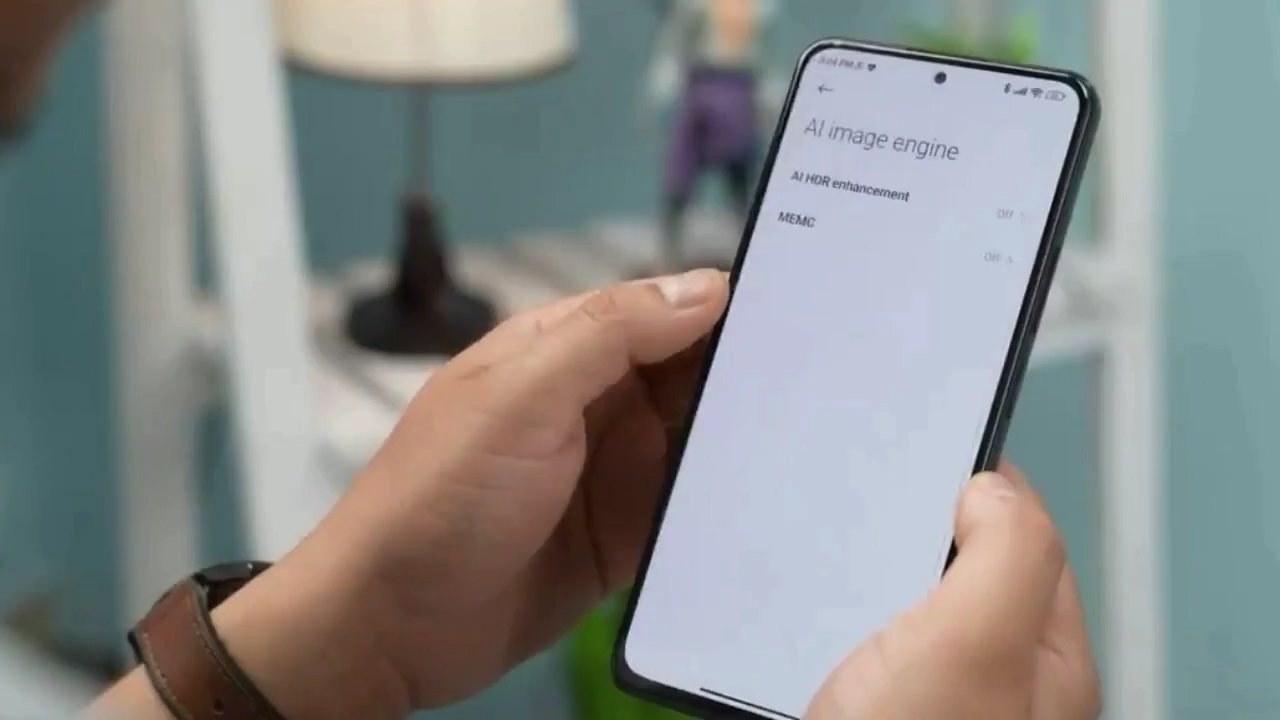 AI image engine
AI HDR enhancement
Off
MEMC
Off